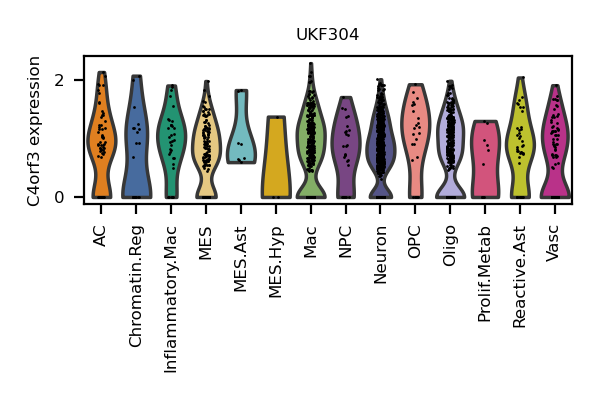 UKF304
C4orf3 expression
2
0
AC
Chromatin.Reg
Inflammatory.Mac
MES
MES.Ast
MES.Hyp
Mac
NPC
Neuron
OPC
Oligo
Prolif.Metab
Reactive.Ast
Vasc